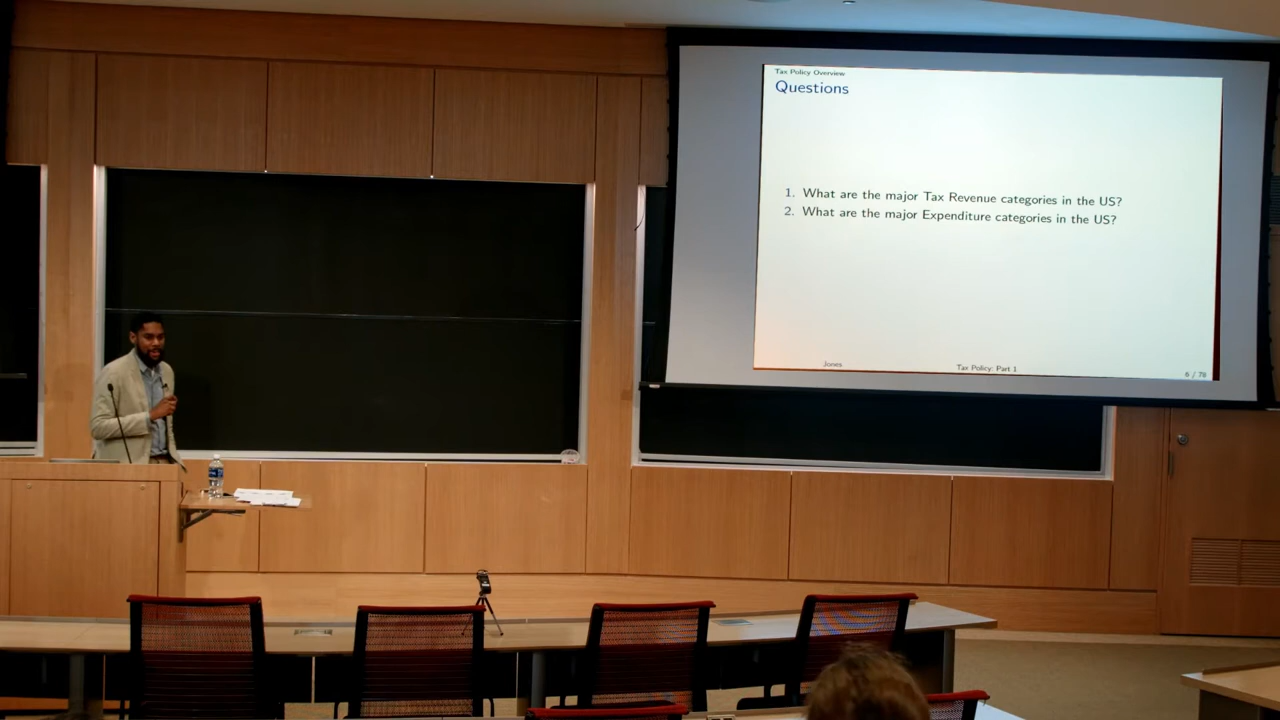 Tax Policy Overview
Questions
1. What are the major Tax Revenue categories in the US?
2. What are the major Expenditure categories in the US?
Jones
Tax Policy: Part 1
6 / 78